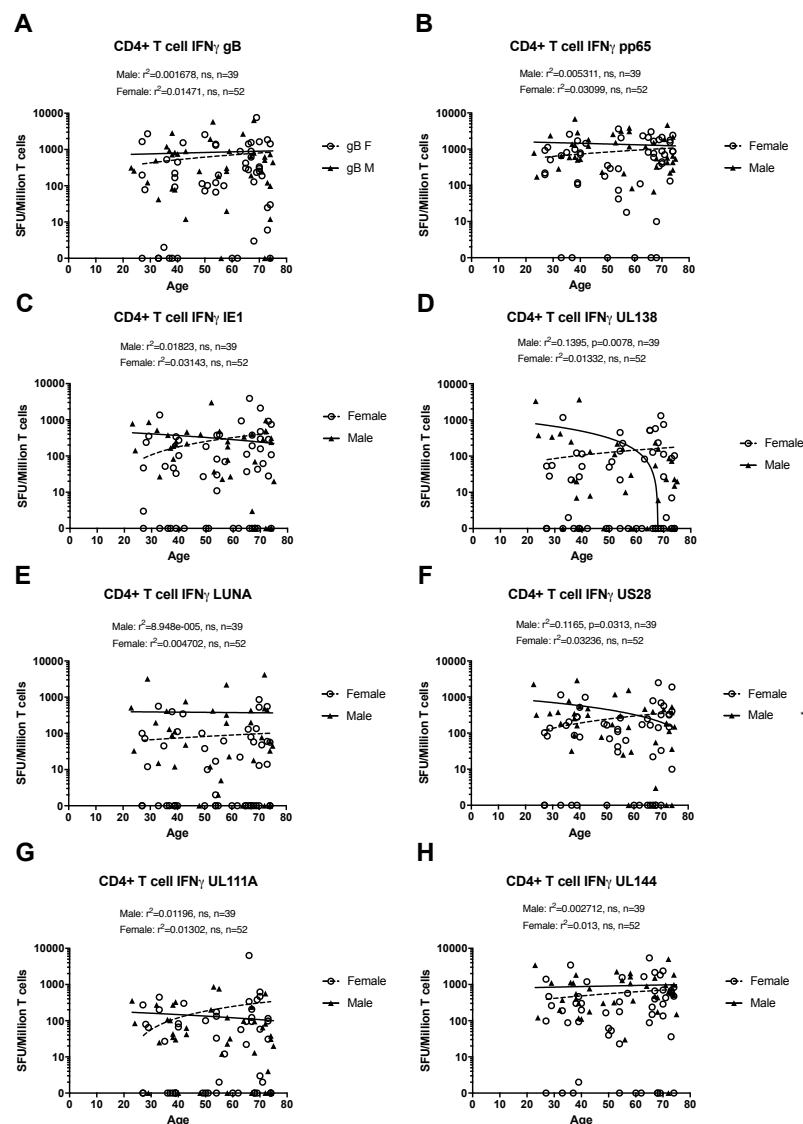 A
CD4+ T cell IFNγ gB
Male: r²=0.001678, ns, n=39
Female: r²=0.01471, ns, n=52
SFU/Million T cells
10000
1000
100
10
1
0
0 10 20 30 40 50 60 70 80
Age
gB F
gB M
B
CD4+ T cell IFNγ pp65
Male: r²=0.005311, ns, n=39
Female: r²=0.03099, ns, n=52
SFU/Million T cells
10000
1000
100
10
1
0
0 10 20 30 40 50 60 70 80
Age
Female
Male
C
CD4+ T cell IFNγ IE1
Male: r²=0.01823, ns, n=39
Female: r²=0.03143, ns, n=52
SFU/Million T cells
10000
1000
100
10
1
0
0 10 20 30 40 50 60 70 80
Age
Female
Male
D
CD4+ T cell IFNγ UL138
Male: r²=0.1395, p=0.0078, n=39
Female: r²=0.01332, ns, n=52
SFU/Million T cells
10000
1000
100
10
1
0
0 10 20 30 40 50 60 70 80
Age
Female
Male
E
CD4+ T cell IFNγ LUNA
Male: r²=8.948e-005, ns, n=39
Female: r²=0.004702, ns, n=52
SFU/Million T cells
10000
1000
100
10
1
0
0 10 20 30 40 50 60 70 80
Age
Female
Male
F
CD4+ T cell IFNγ US28
Male: r²=0.1165, p=0.0313, n=39
Female: r²=0.03236, ns, n=52
SFU/Million T cells
10000
1000
100
10
1
0
0 10 20 30 40 50 60 70 80
Age
Female
Male
G
CD4+ T cell IFNγ UL111A
Male: r²=0.01196, ns, n=39
Female: r²=0.01302, ns, n=52
SFU/Million T cells
10000
1000
100
10
1
0
0 10 20 30 40 50 60 70 80
Age
Female
Male
H
CD4+ T cell IFNγ UL144
Male: r²=0.002712, ns, n=39
Female: r²=0.013, ns, n=52
SFU/Million T cells
10000
1000
100
10
1
0
0 10 20 30 40 50 60 70 80
Age
Female
Male